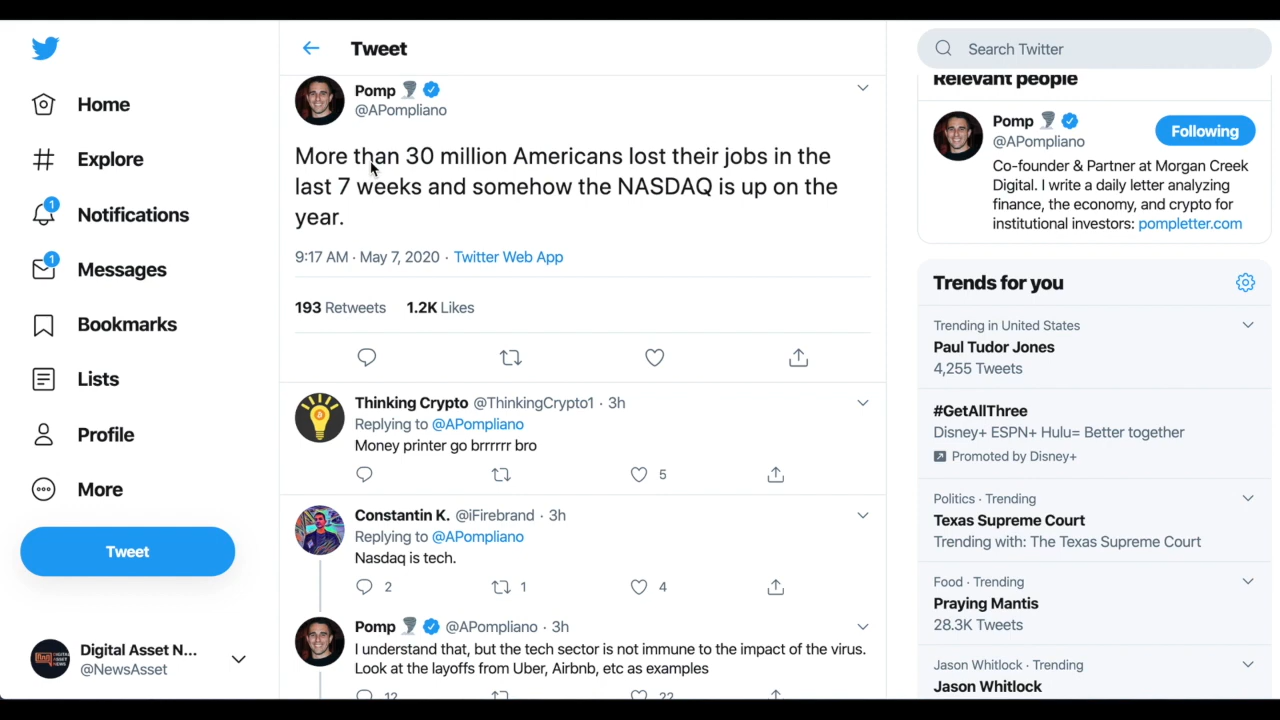 Home
Explore
1
Notifications
1
Messages
Bookmarks
Lists
Profile
More
Tweet
Digital Asset N...
@NewsAsset
Tweet
Pomp
@APompliano
More than 30 million Americans lost their jobs in the
last 7 weeks and somehow the NASDAQ is up on the
year.
9:17 AM · May 7, 2020 · Twitter Web App
193 Retweets 1.2K Likes
Thinking Crypto @ThinkingCrypto1 · 3h
Replying to @APompliano
Money printer go brrrrrr bro
5
Constantin K. @iFirebrand · 3h
Replying to @APompliano
Nasdaq is tech.
2 1 4
Pomp @APompliano · 3h
I understand that, but the tech sector is not immune to the impact of the virus.
Look at the layoffs from Uber, Airbnb, etc as examples
12 22
Search Twitter
Relevant people
Pomp
@APompliano
Following
Co-founder & Partner at Morgan Creek
Digital. I write a daily letter analyzing
finance, the economy, and crypto for
institutional investors: pompletter.com
Trends for you
Trending in United States
Paul Tudor Jones
4,255 Tweets
#GetAllThree
Disney+ ESPN+ Hulu= Better together
Promoted by Disney+
Politics · Trending
Texas Supreme Court
Trending with: The Texas Supreme Court
Food · Trending
Praying Mantis
28.3K Tweets
Jason Whitlock · Trending
Jason Whitlock